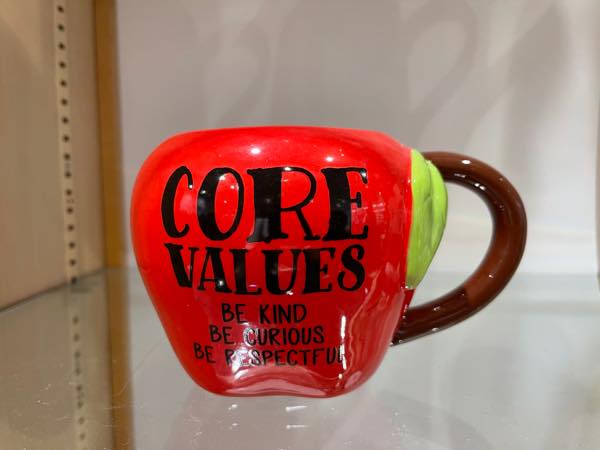 CORE
VALUES
BE KIND
BE CURIOUS
BE RESPECTFUL